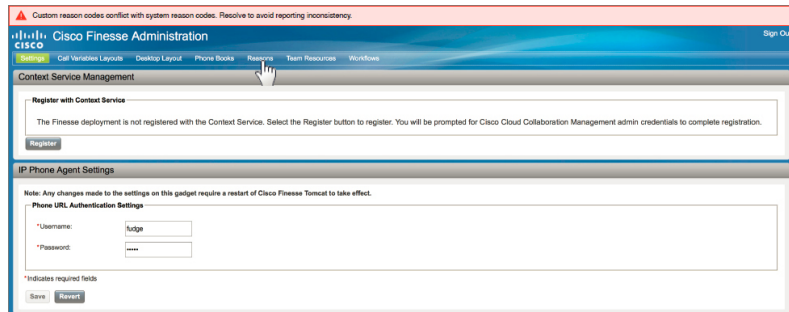 Custom reason codes conflict with system reason codes. Resolve to avoid reporting inconsistency.
CISCO Cisco Finesse Administration Sign Ou
Settings Call Variables Layouts Desktop Layout Phone Books Reasons Team Resources Workflows
Context Service Management
Register with Context Service
The Finesse deployment is not registered with the Context Service. Select the Register button to register. You will be prompted for Cisco Cloud Collaboration Management admin credentials to complete registration.
Register
IP Phone Agent Settings
Note: Any changes made to the settings on this gadget require a restart of Cisco Finesse Tomcat to take effect.
Phone URL Authentication Settings
*Username: fudge
*Password: •••••
*Indicates required fields
Save Revert